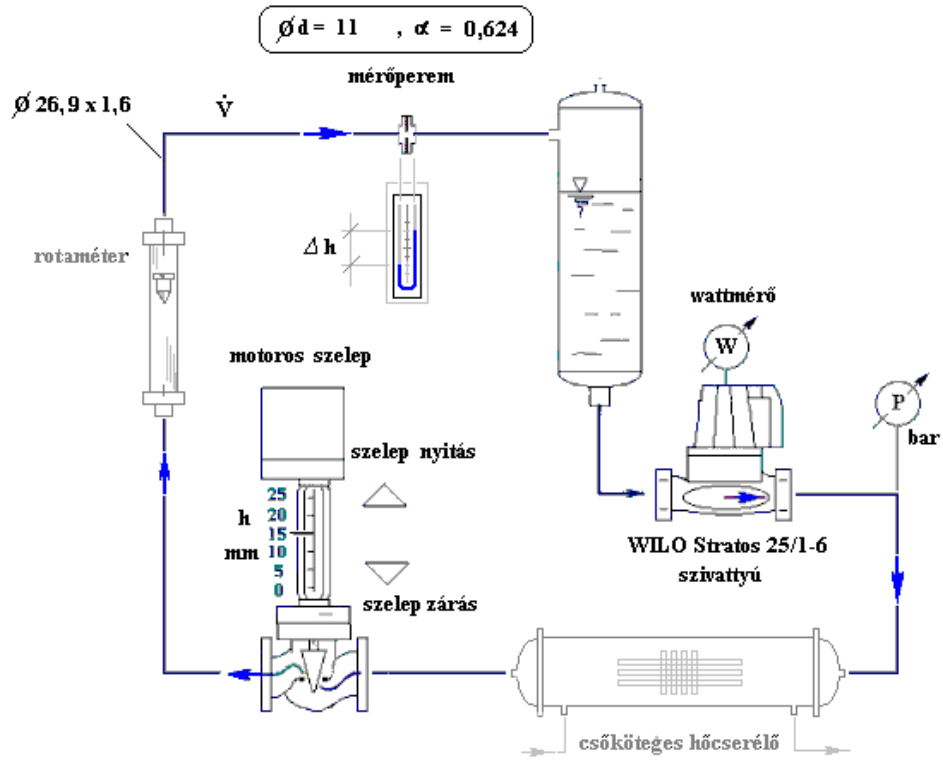 Ød = 11 , α = 0,624
mérőperem
Ø 26,9 x 1,6
V̇
rotaméter
Δ h
wattmérő
W
motoros szelep
P
bar
szelep nyitás
25
20
h
15
mm
10
5
0
szelep zárás
WILO Stratos 25/1-6
szivattyú
csőköteges hőcserélő